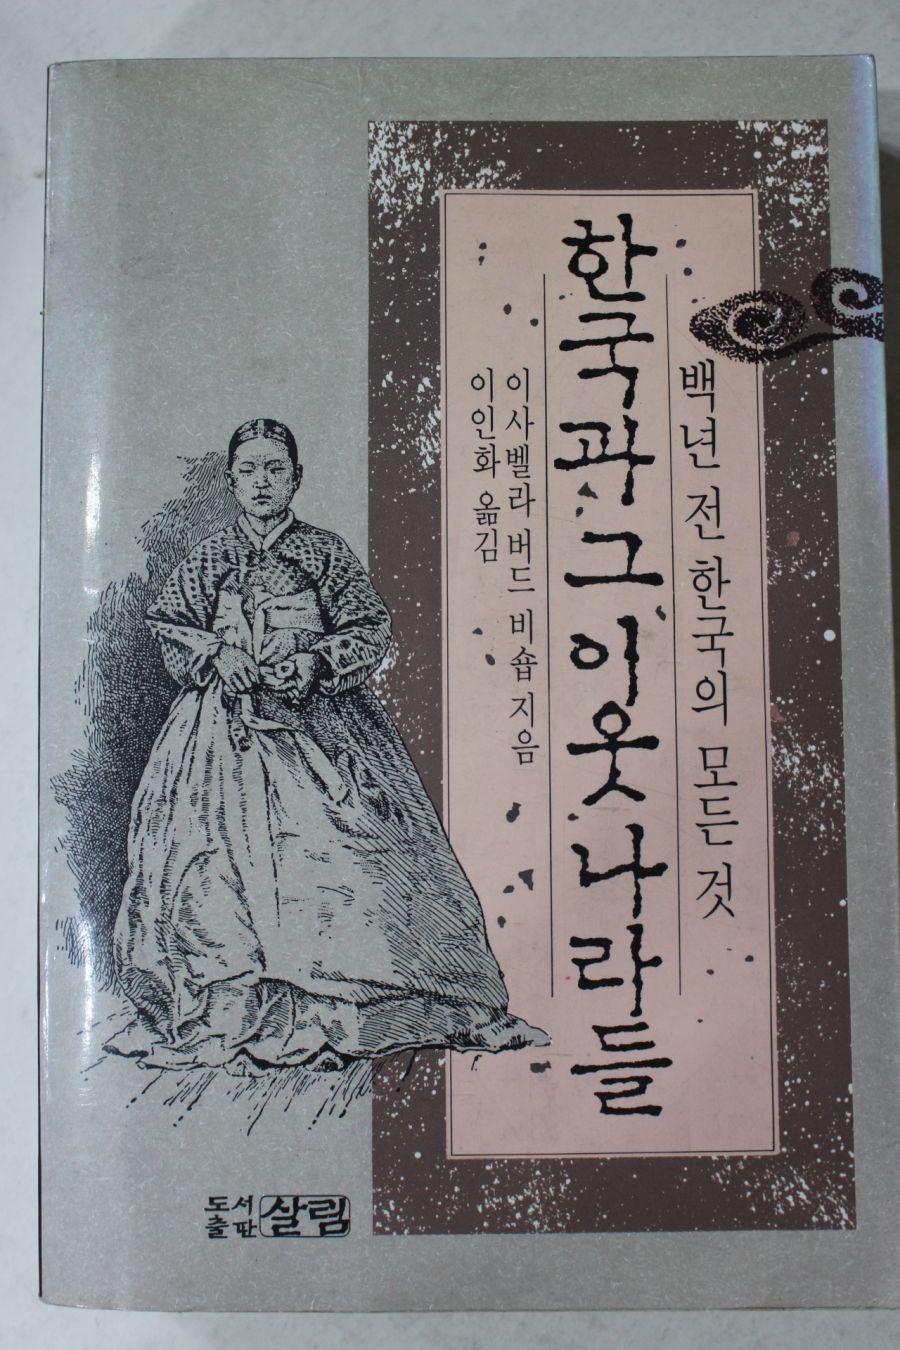 백년 전 한국의 모든 것
한국과 그 이웃나라들
이사벨라 버드 비숍 지음
이인화 옮김
도서
출판
살림